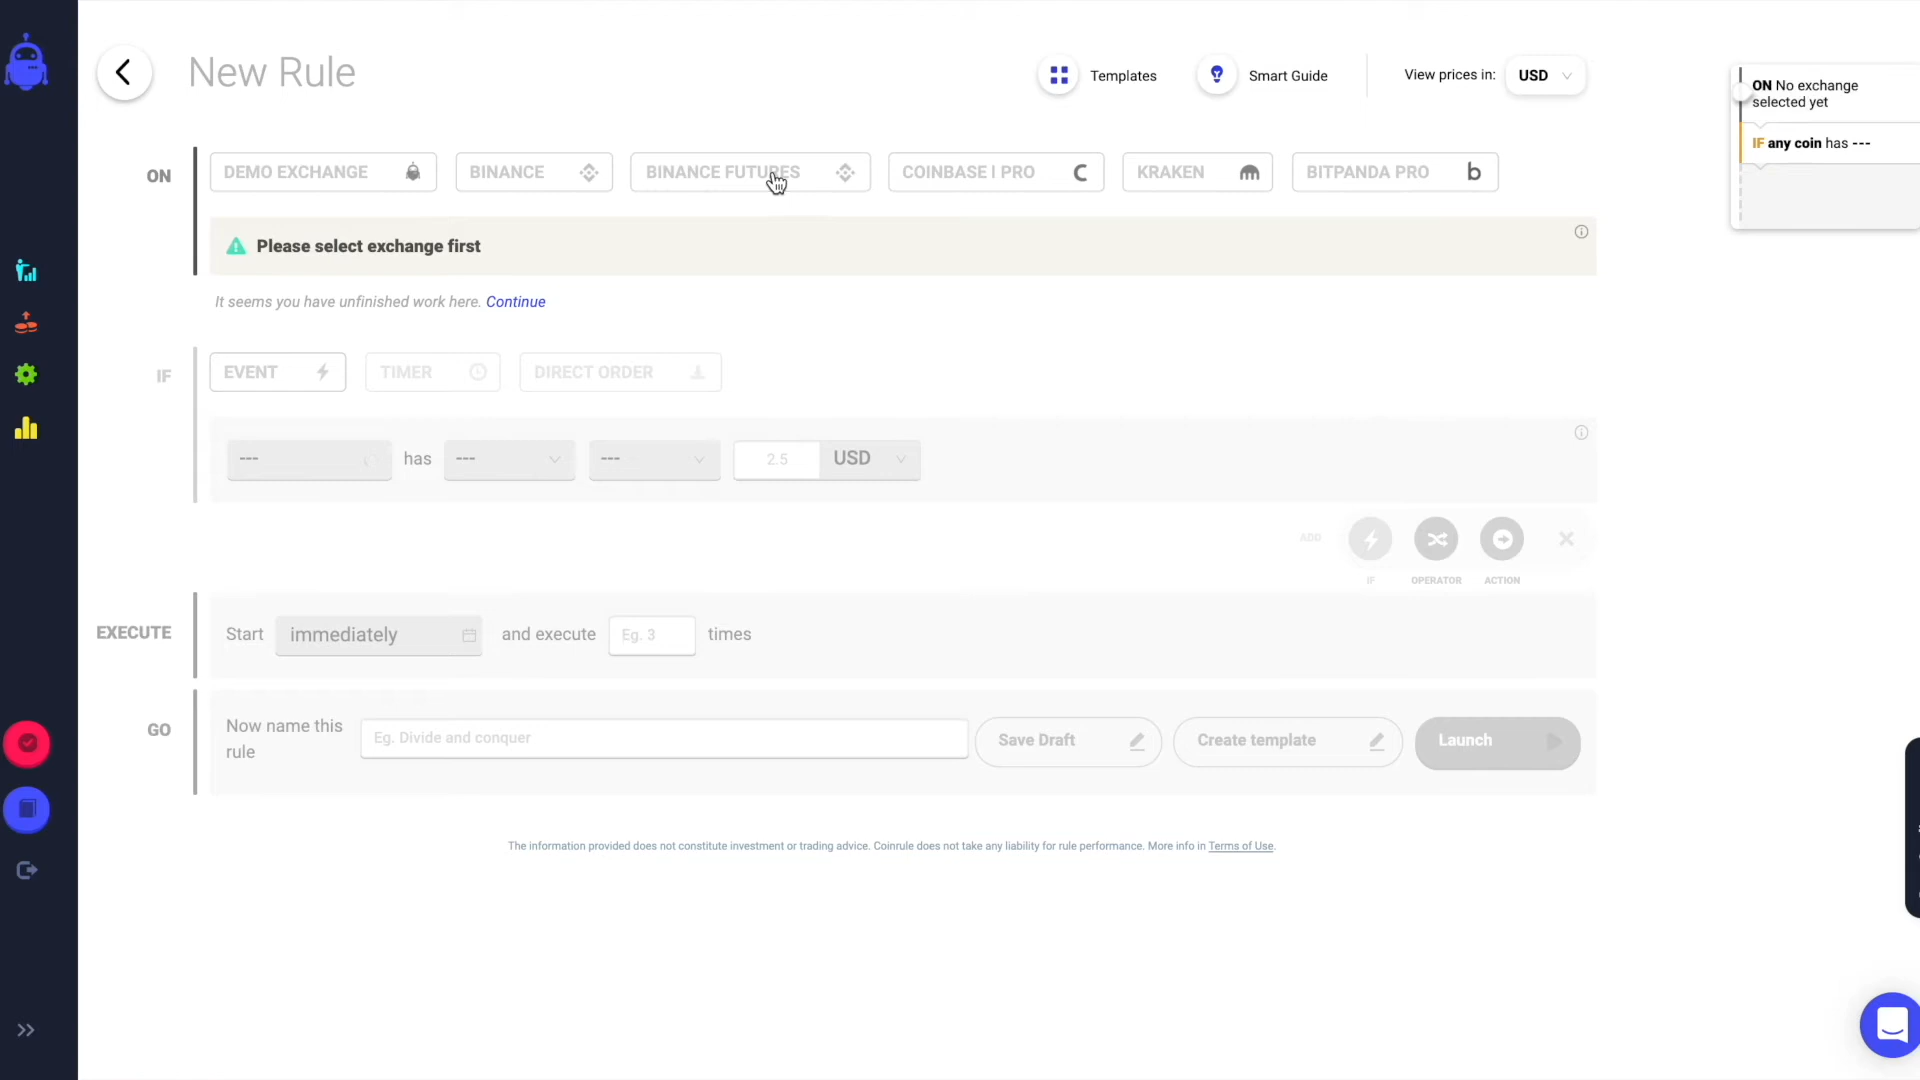 New Rule
Templates
Smart Guide
View prices in:
USD
ON No exchange
selected yet
IF any coin has ---
ON
DEMO EXCHANGE
BINANCE
BINANCE FUTURES
COINBASE | PRO
KRAKEN
BITPANDA PRO
Please select exchange first
It seems you have unfinished work here. Continue
IF
EVENT
TIMER
DIRECT ORDER
--- has --- --- 2.5 USD
ADD
IF
OPERATOR
ACTION
EXECUTE
Start immediately and execute Eg. 3 times
GO
Now name this
rule
Eg. Divide and conquer
Save Draft
Create template
Launch
The information provided does not constitute investment or trading advice. Coinrule does not take any liability for rule performance. More info in Terms of Use.